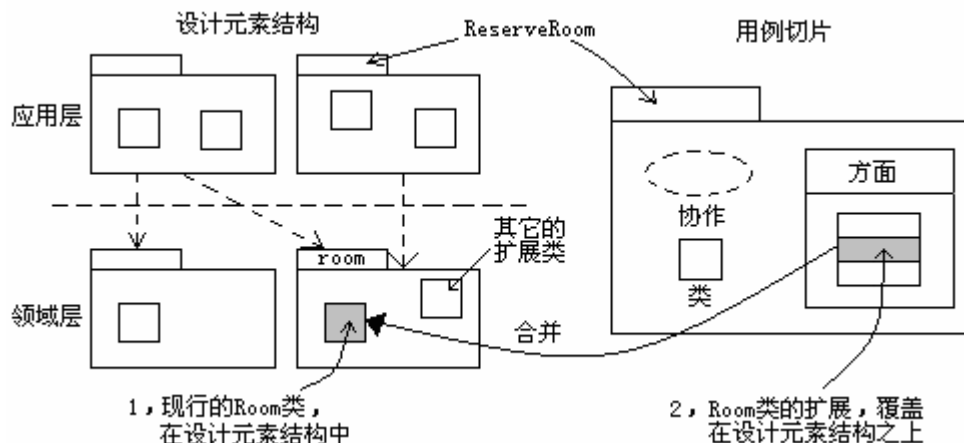 设计元素结构
ReserveRoom
用例切片
应用层
方面
协作
其它的
扩展类
room
类
领域层
合并
1，现行的Room类，
在设计元素结构中
2，Room类的扩展，覆盖
在设计元素结构之上